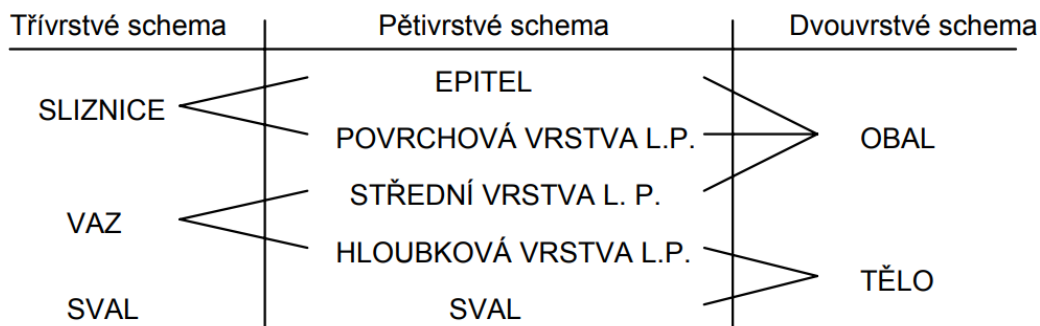 Třívrstvé schema Pětivrstvé schema Dvouvrstvé schema
EPITEL
SLIZNICE
POVRCHOVÁ VRSTVA L.P. OBAL
STŘEDNÍ VRSTVA L. P.
VAZ
HLOUBKOVÁ VRSTVA L.P.
TĚLO
SVAL SVAL